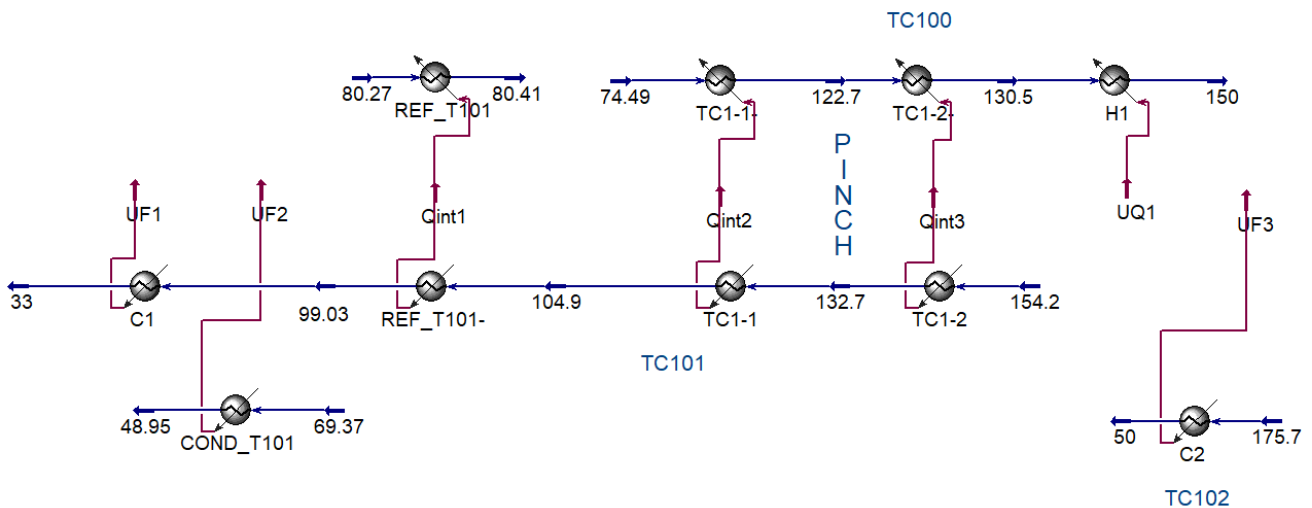 TC100
80.27
REF_T101
80.41
74.49
TC1-1-
122.7
TC1-2-
130.5
H1
150
PINCH
UF1
UF2
Qint1
Qint2
Qint3
UQ1
UF3
33
C1
99.03
REF_T101-
104.9
TC1-1
132.7
TC1-2
154.2
TC101
48.95
COND_T101
69.37
50
C2
175.7
TC102